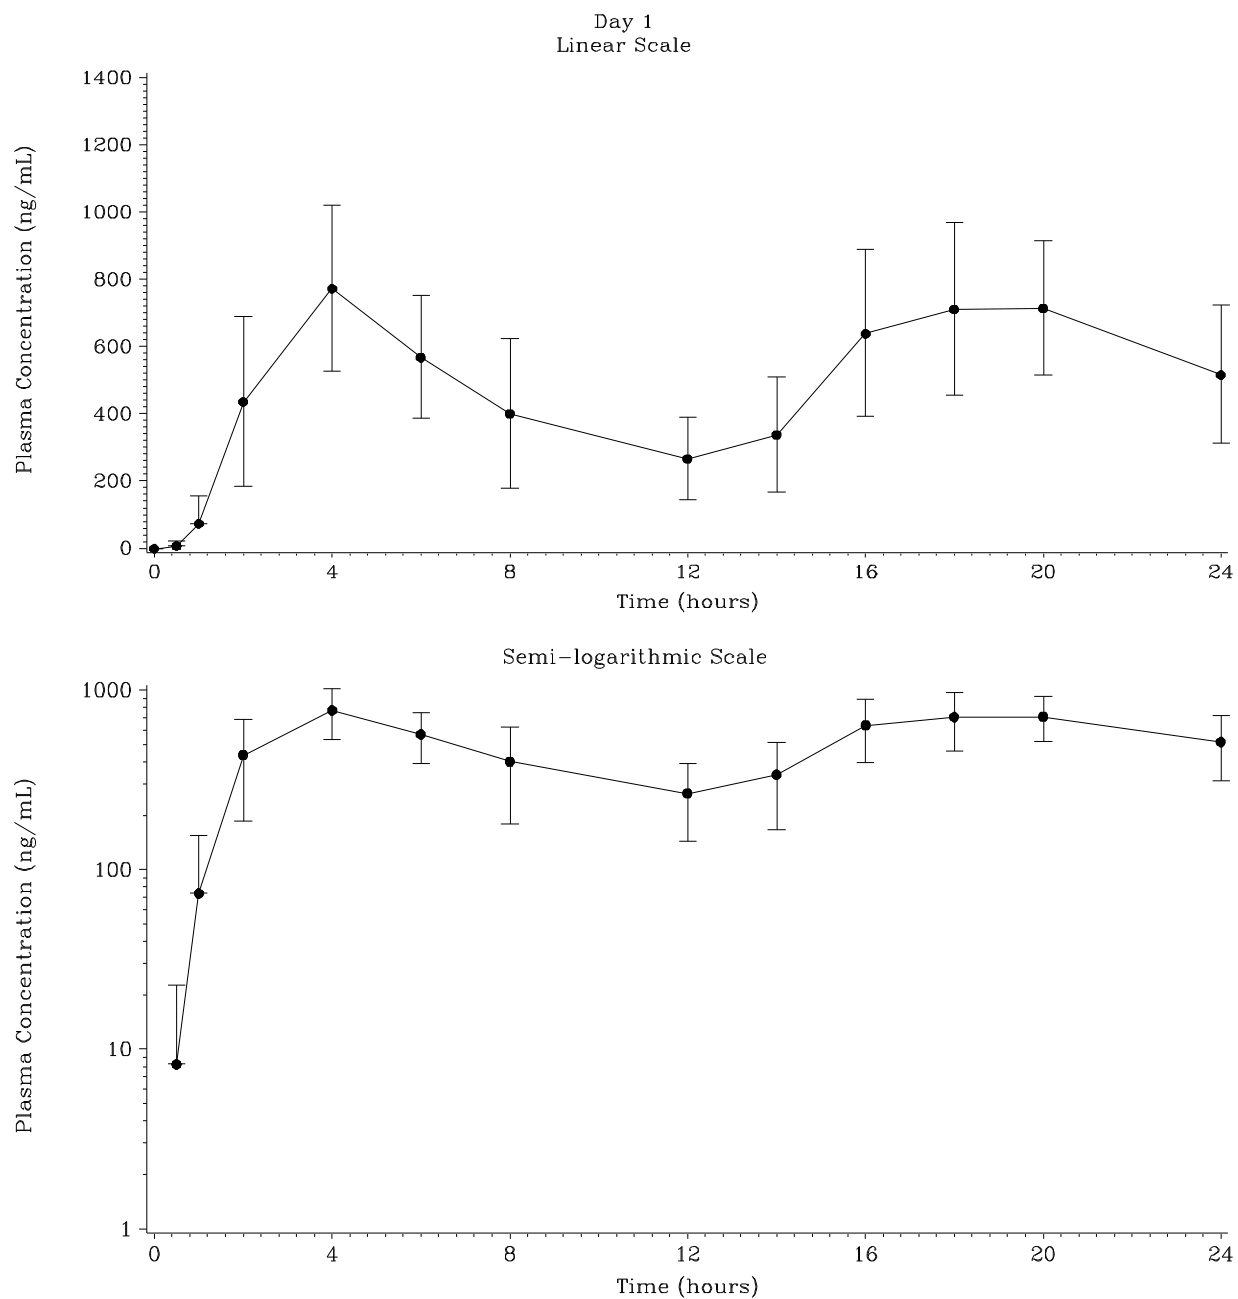 Day 1
Linear Scale
1400
1200
1000
800
600
400
200
0
Plasma Concentration (ng/mL)
0 4 8 12 16 20 24
Time (hours)
Semi-logarithmic Scale
1000
100
10
1
Plasma Concentration (ng/mL)
0 4 8 12 16 20 24
Time (hours)